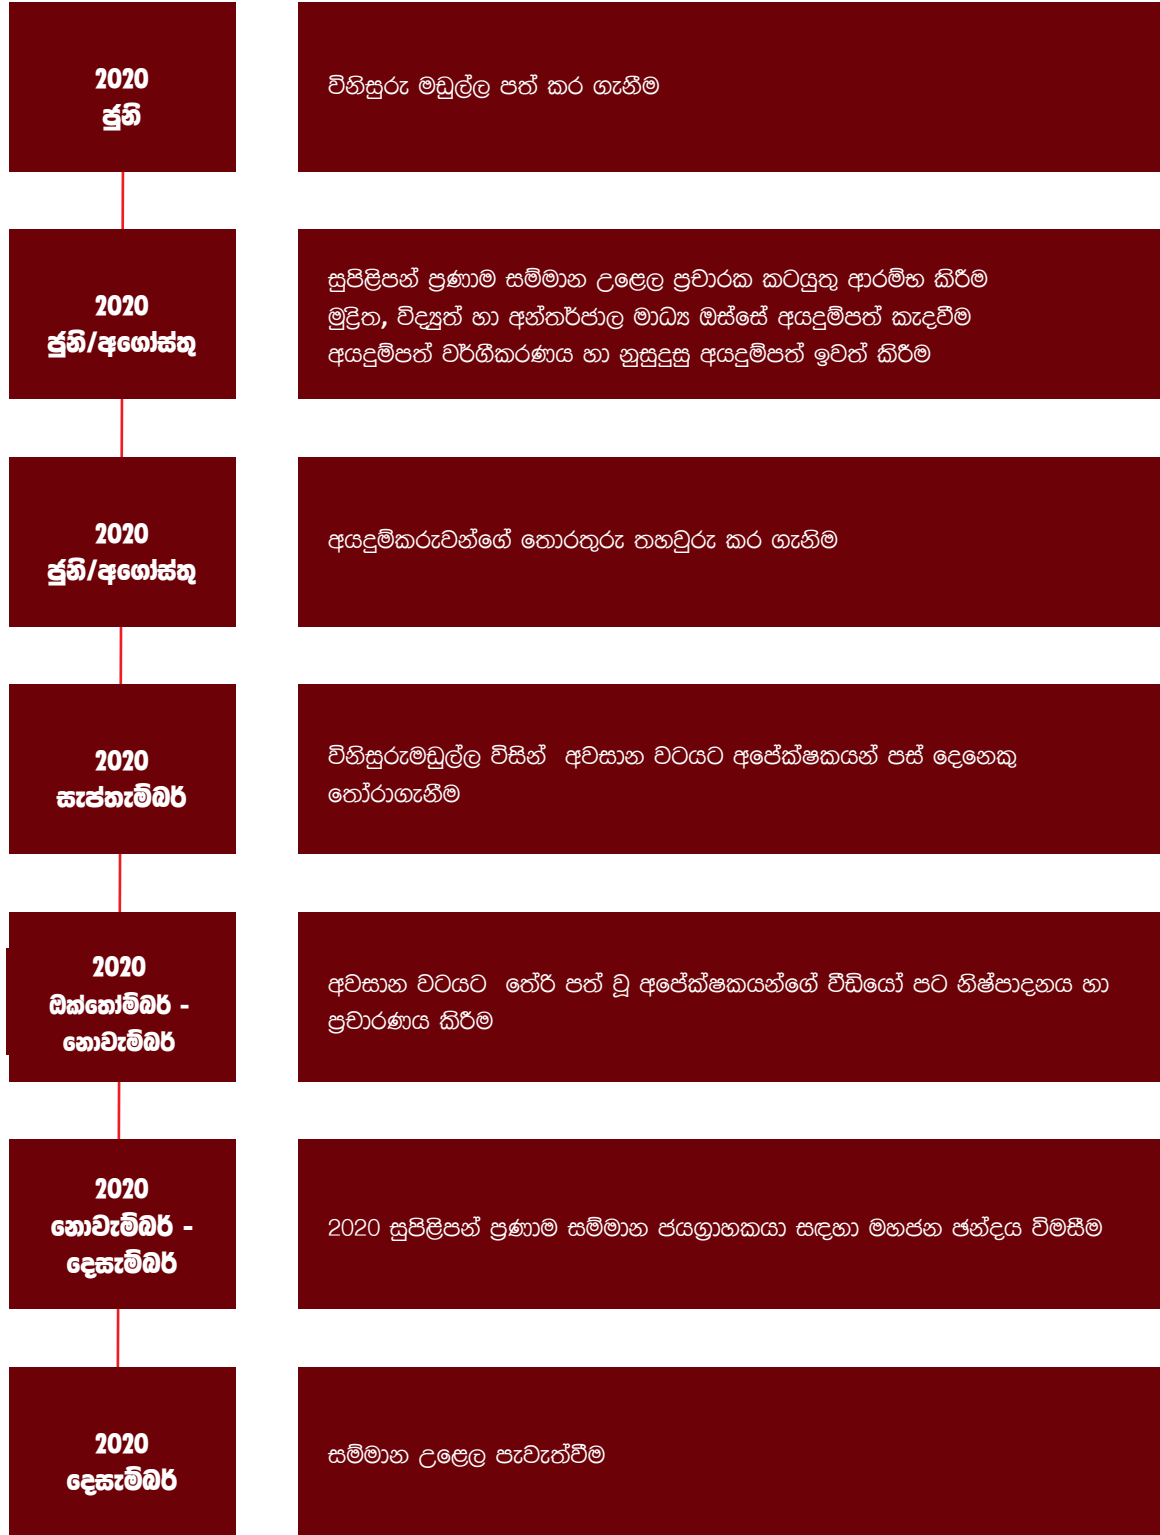 2020
ජුනි
විනිසුරු මඩුල්ල පත් කර ගැනීම
2020
ජුනි/අගෝස්තු
සුපිළිපන් ප්‍රණාම සම්මාන උළෙල ප්‍රචාරක කටයුතු ආරම්භ කිරීම
මුද්‍රිත, විද්‍යුත් හා අන්තර්ජාල මාධ්‍ය ඔස්සේ අයදුම්පත් කැදවීම
අයදුම්පත් වර්ගීකරණය හා නුසුදුසු අයදුම්පත් ඉවත් කිරීම
2020
ජුනි/අගෝස්තු
අයදුම්කරුවන්ගේ තොරතුරු තහවුරු කර ගැනිම
2020
සැප්තැම්බර්
විනිසුරුමඩුල්ල විසින්  අවසාන වටයට අපේක්ෂකයන් පස් දෙනෙකු
තෝරාගැනීම
2020
ඔක්තෝම්බර් -
නොවැම්බර්
අවසාන වටයට  තේරි පත් වූ අපේක්ෂකයන්ගේ වීඩියෝ පට නිෂ්පාදනය හා
ප්‍රචාරණය කිරීම
2020
නොවැම්බර් -
දෙසැම්බර්
2020 සුපිළිපන් ප්‍රණාම සම්මාන ජයග්‍රාහකයා සඳහා මහජන ඡන්දය විමසීම
2020
දෙසැම්බර්
සම්මාන උළෙල පැවැත්වීම